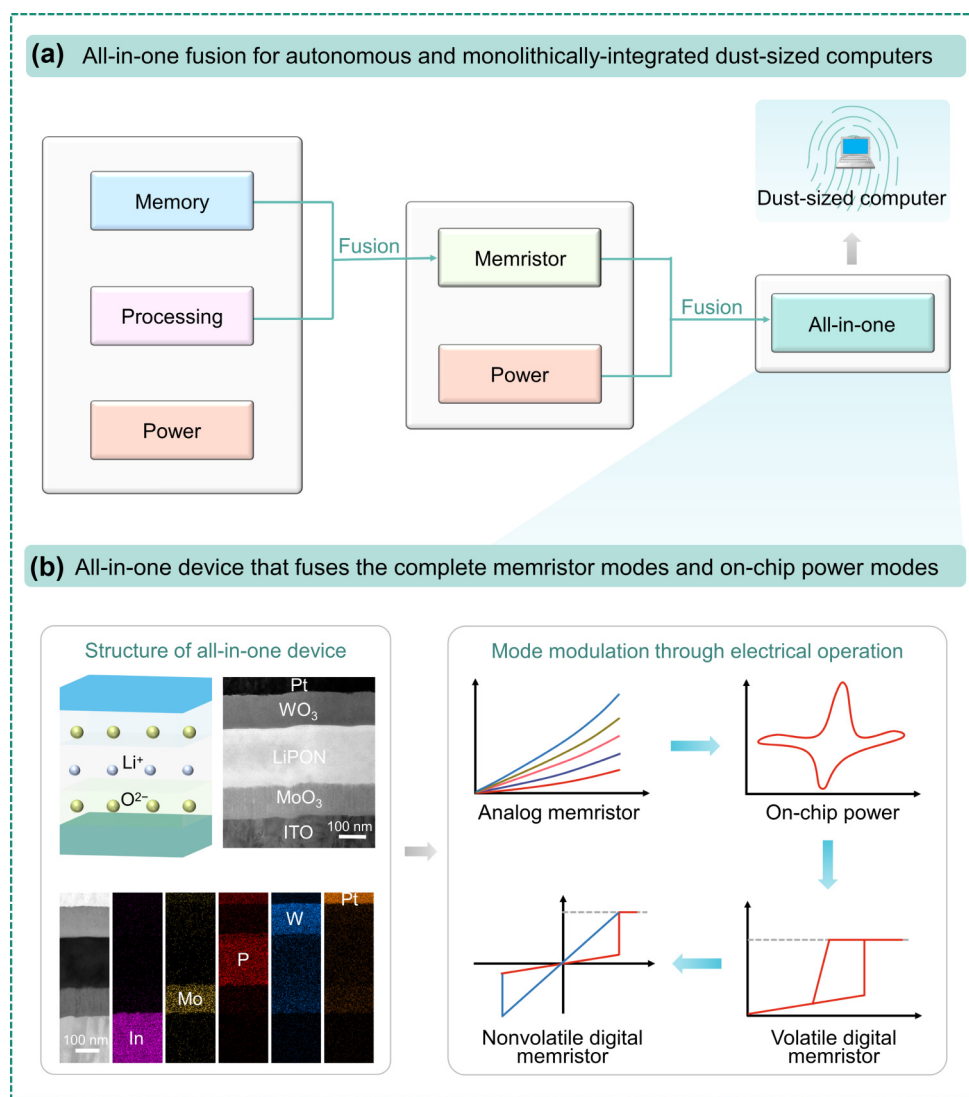 (a) All-in-one fusion for autonomous and monolithically-integrated dust-sized computers
Memory
Processing
Power
Fusion
Memristor
Power
Fusion
All-in-one
Dust-sized computer
(b) All-in-one device that fuses the complete memristor modes and on-chip power modes
Structure of all-in-one device
Li⁺
O²⁻
Pt
WO₃
LiPON
MoO₃
ITO
100 nm
100 nm
In
Mo
P
W
Pt
Mode modulation through electrical operation
Analog memristor
On-chip power
Nonvolatile digital
memristor
Volatile digital
memristor